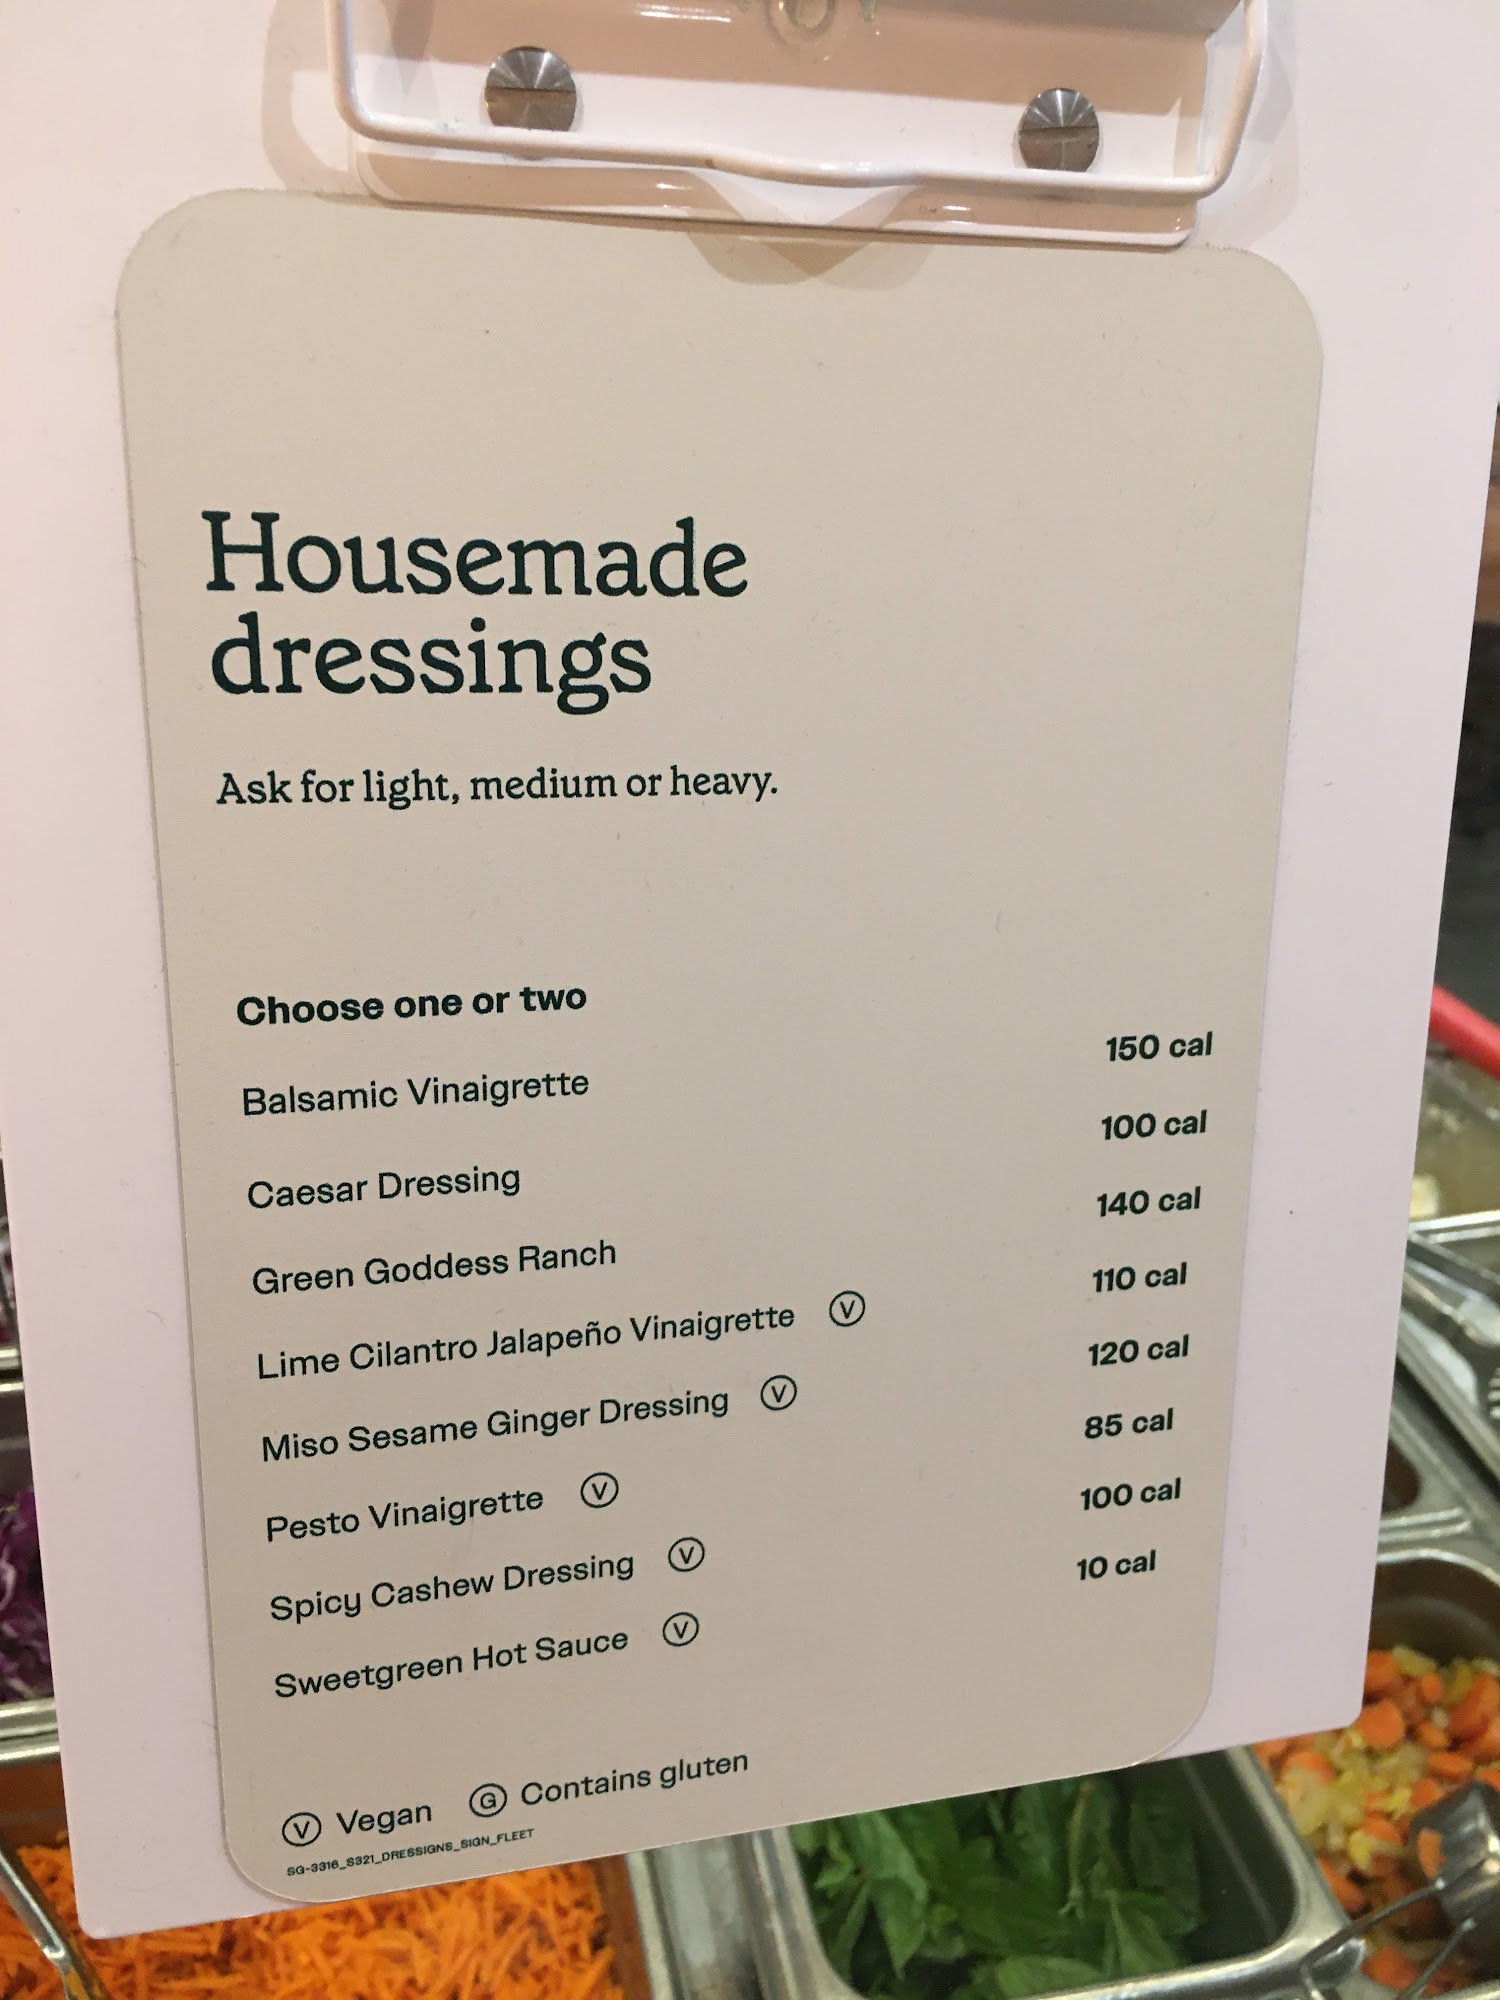 Housemade
dressings
Ask for light, medium or heavy.
Choose one or two
Balsamic Vinaigrette 150 cal
Caesar Dressing 100 cal
Green Goddess Ranch 140 cal
Lime Cilantro Jalapeño Vinaigrette V 110 cal
Miso Sesame Ginger Dressing V 120 cal
Pesto Vinaigrette V 85 cal
Spicy Cashew Dressing V 100 cal
Sweetgreen Hot Sauce V 10 cal
V Vegan G Contains gluten
SG-3316_S321_DRESSIGNS_SIGN_FLEET